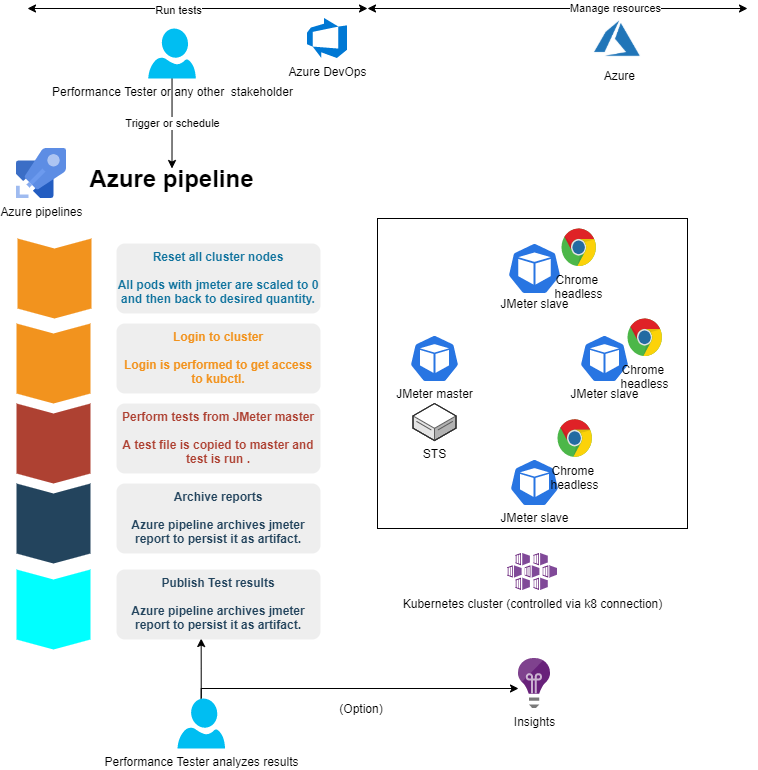 Run tests
Manage resources
Azure DevOps
Azure
Performance Tester or any other stakeholder
Trigger or schedule
Azure pipeline
Azure pipelines
Reset all cluster nodes
All pods with jmeter are scaled to 0
and then back to desired quantity.
Login to cluster
Login is performed to get access
to kubctl.
Perform tests from JMeter master
A test file is copied to master and
test is run .
Archive reports
Azure pipeline archives jmeter
report to persist it as artifact.
Publish Test results
Azure pipeline archives jmeter
report to persist it as artifact.
Chrome
headless
JMeter slave
JMeter master
STS
Chrome
headless
JMeter slave
Chrome
headless
JMeter slave
Kubernetes cluster (controlled via k8 connection)
(Option)
Insights
Performance Tester analyzes results